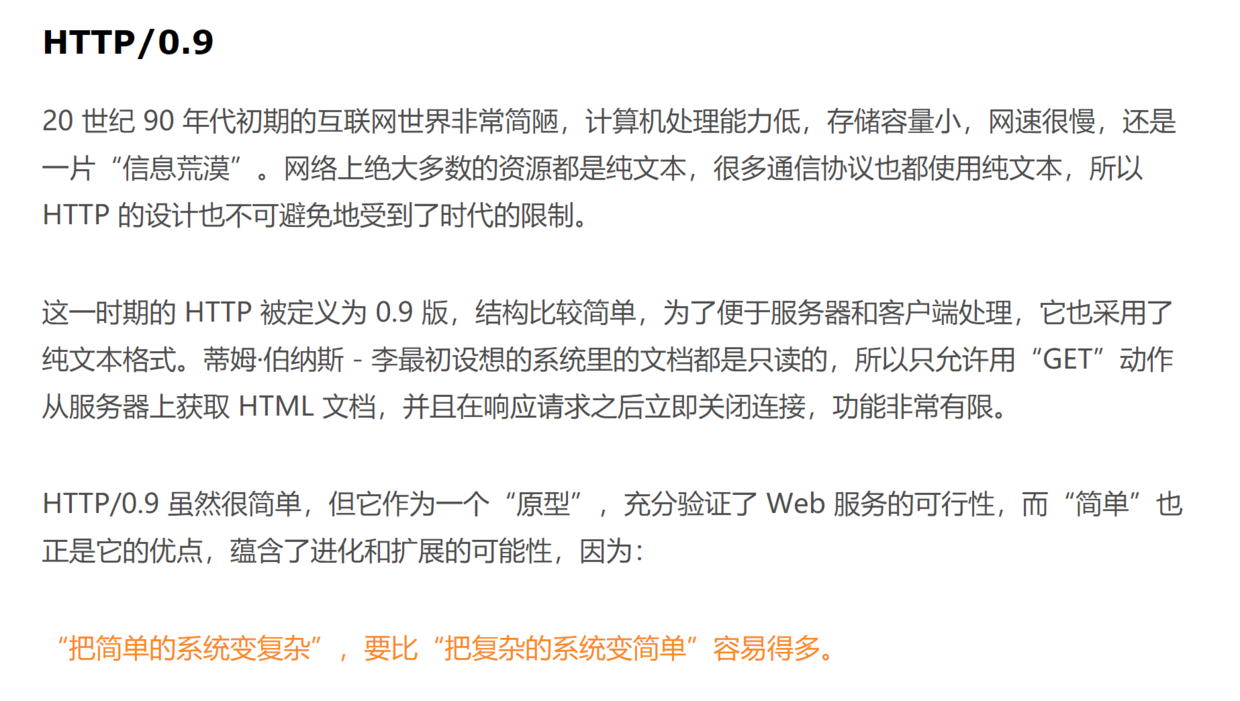 HTTP/0.9
20 世纪 90 年代初期的互联网世界非常简陋，计算机处理能力低，存储容量小，网速很慢，还是
一片“信息荒漠”。网络上绝大多数的资源都是纯文本，很多通信协议也都使用纯文本，所以
HTTP 的设计也不可避免地受到了时代的限制。
这一时期的 HTTP 被定义为 0.9 版，结构比较简单，为了便于服务器和客户端处理，它也采用了
纯文本格式。蒂姆·伯纳斯 - 李最初设想的系统里的文档都是只读的，所以只允许用“GET”动作
从服务器上获取 HTML 文档，并且在响应请求之后立即关闭连接，功能非常有限。
HTTP/0.9 虽然很简单，但它作为一个“原型”，充分验证了 Web 服务的可行性，而“简单”也
正是它的优点，蕴含了进化和扩展的可能性，因为：
“把简单的系统变复杂”，要比“把复杂的系统变简单”容易得多。